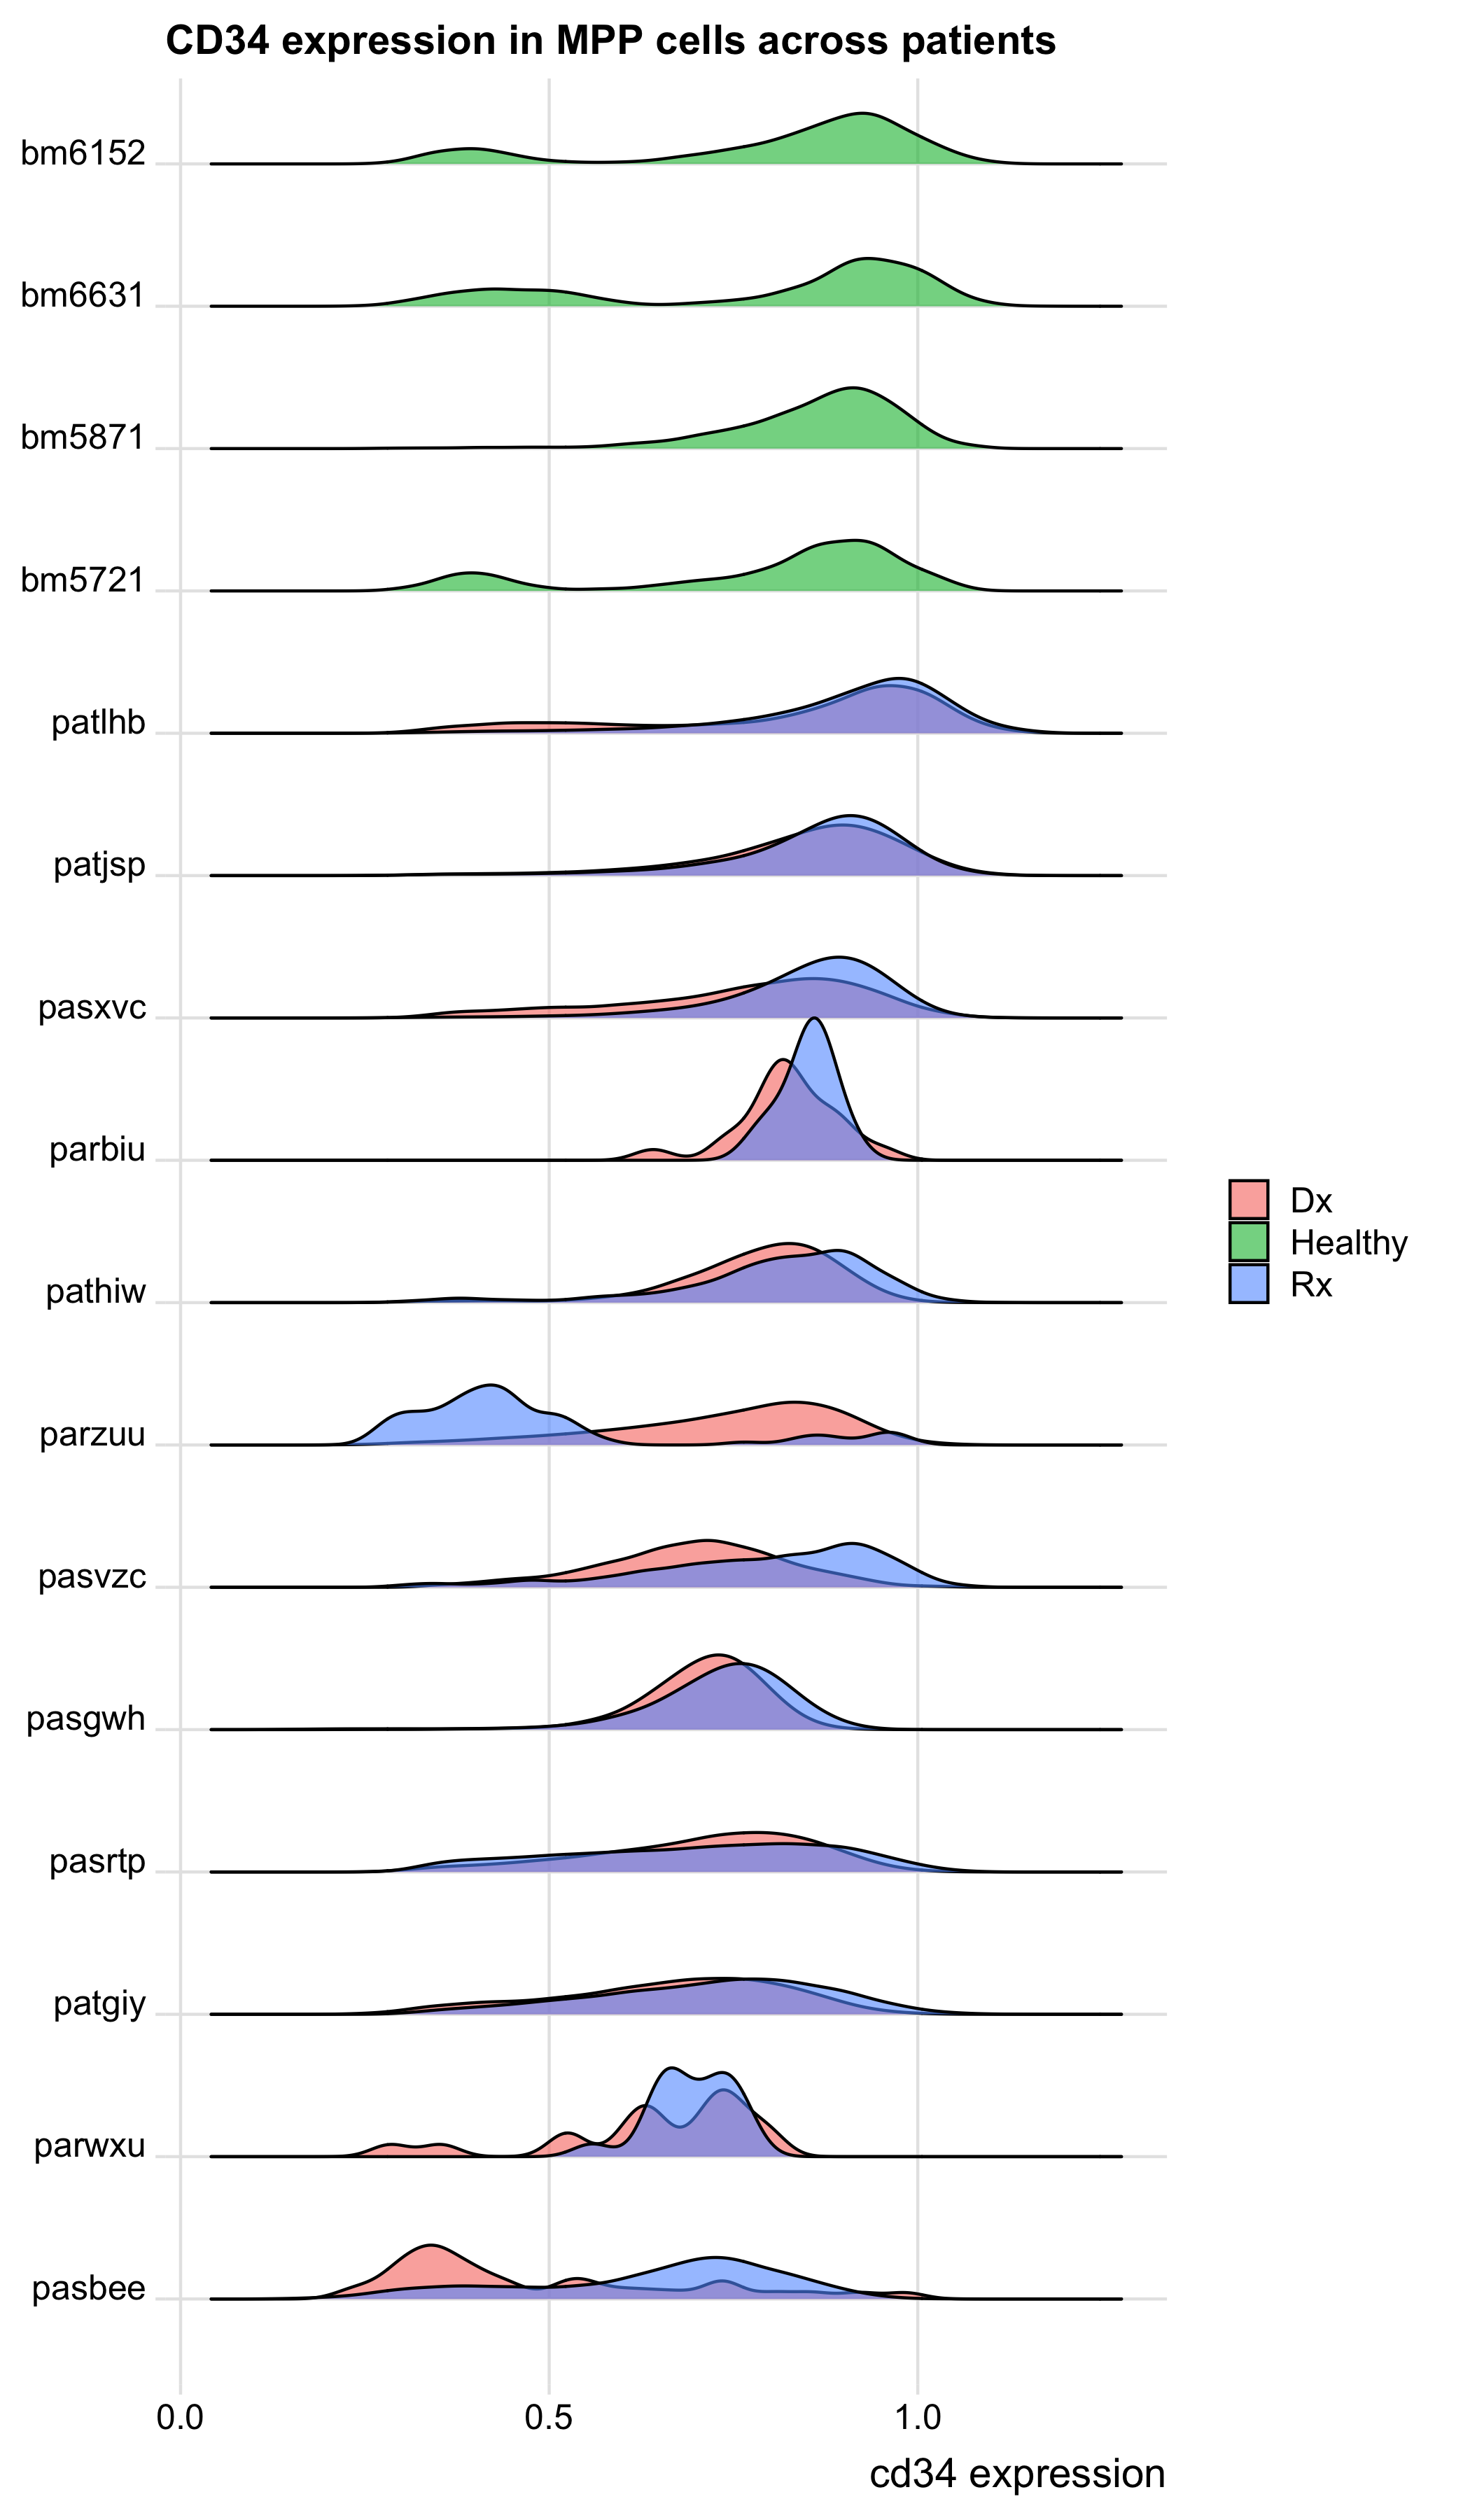 CD34 expression in MPP cells across patients
bm6152
bm6631
bm5871
bm5721
patlhb
patjsp
pasxvc
parbiu
pathiw
parzuu
pasvzc
pasgwh
pasrtp
patgiy
parwxu
pasbee
Dx
Healthy
Rx
0.0 0.5 1.0
cd34 expression